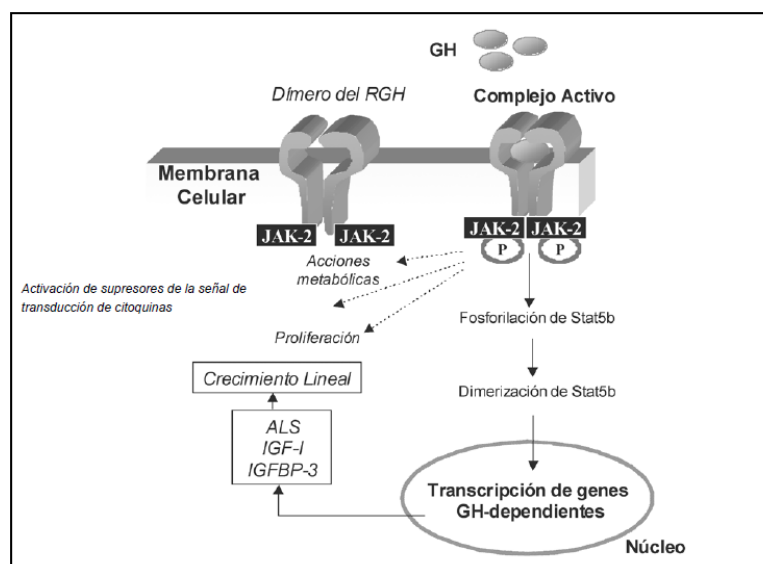 GH
Dímero del RGH
Complejo Activo
Membrana
Celular
JAK-2
JAK-2
JAK-2
JAK-2
P
P
Acciones
metabólicas
Activación de supresores de la señal de
transducción de citoquinas
Proliferación
Fosforilación de Stat5b
Dimerización de Stat5b
Crecimiento Lineal
ALS
IGF-I
IGFBP-3
Transcripción de genes
GH-dependientes
Núcleo